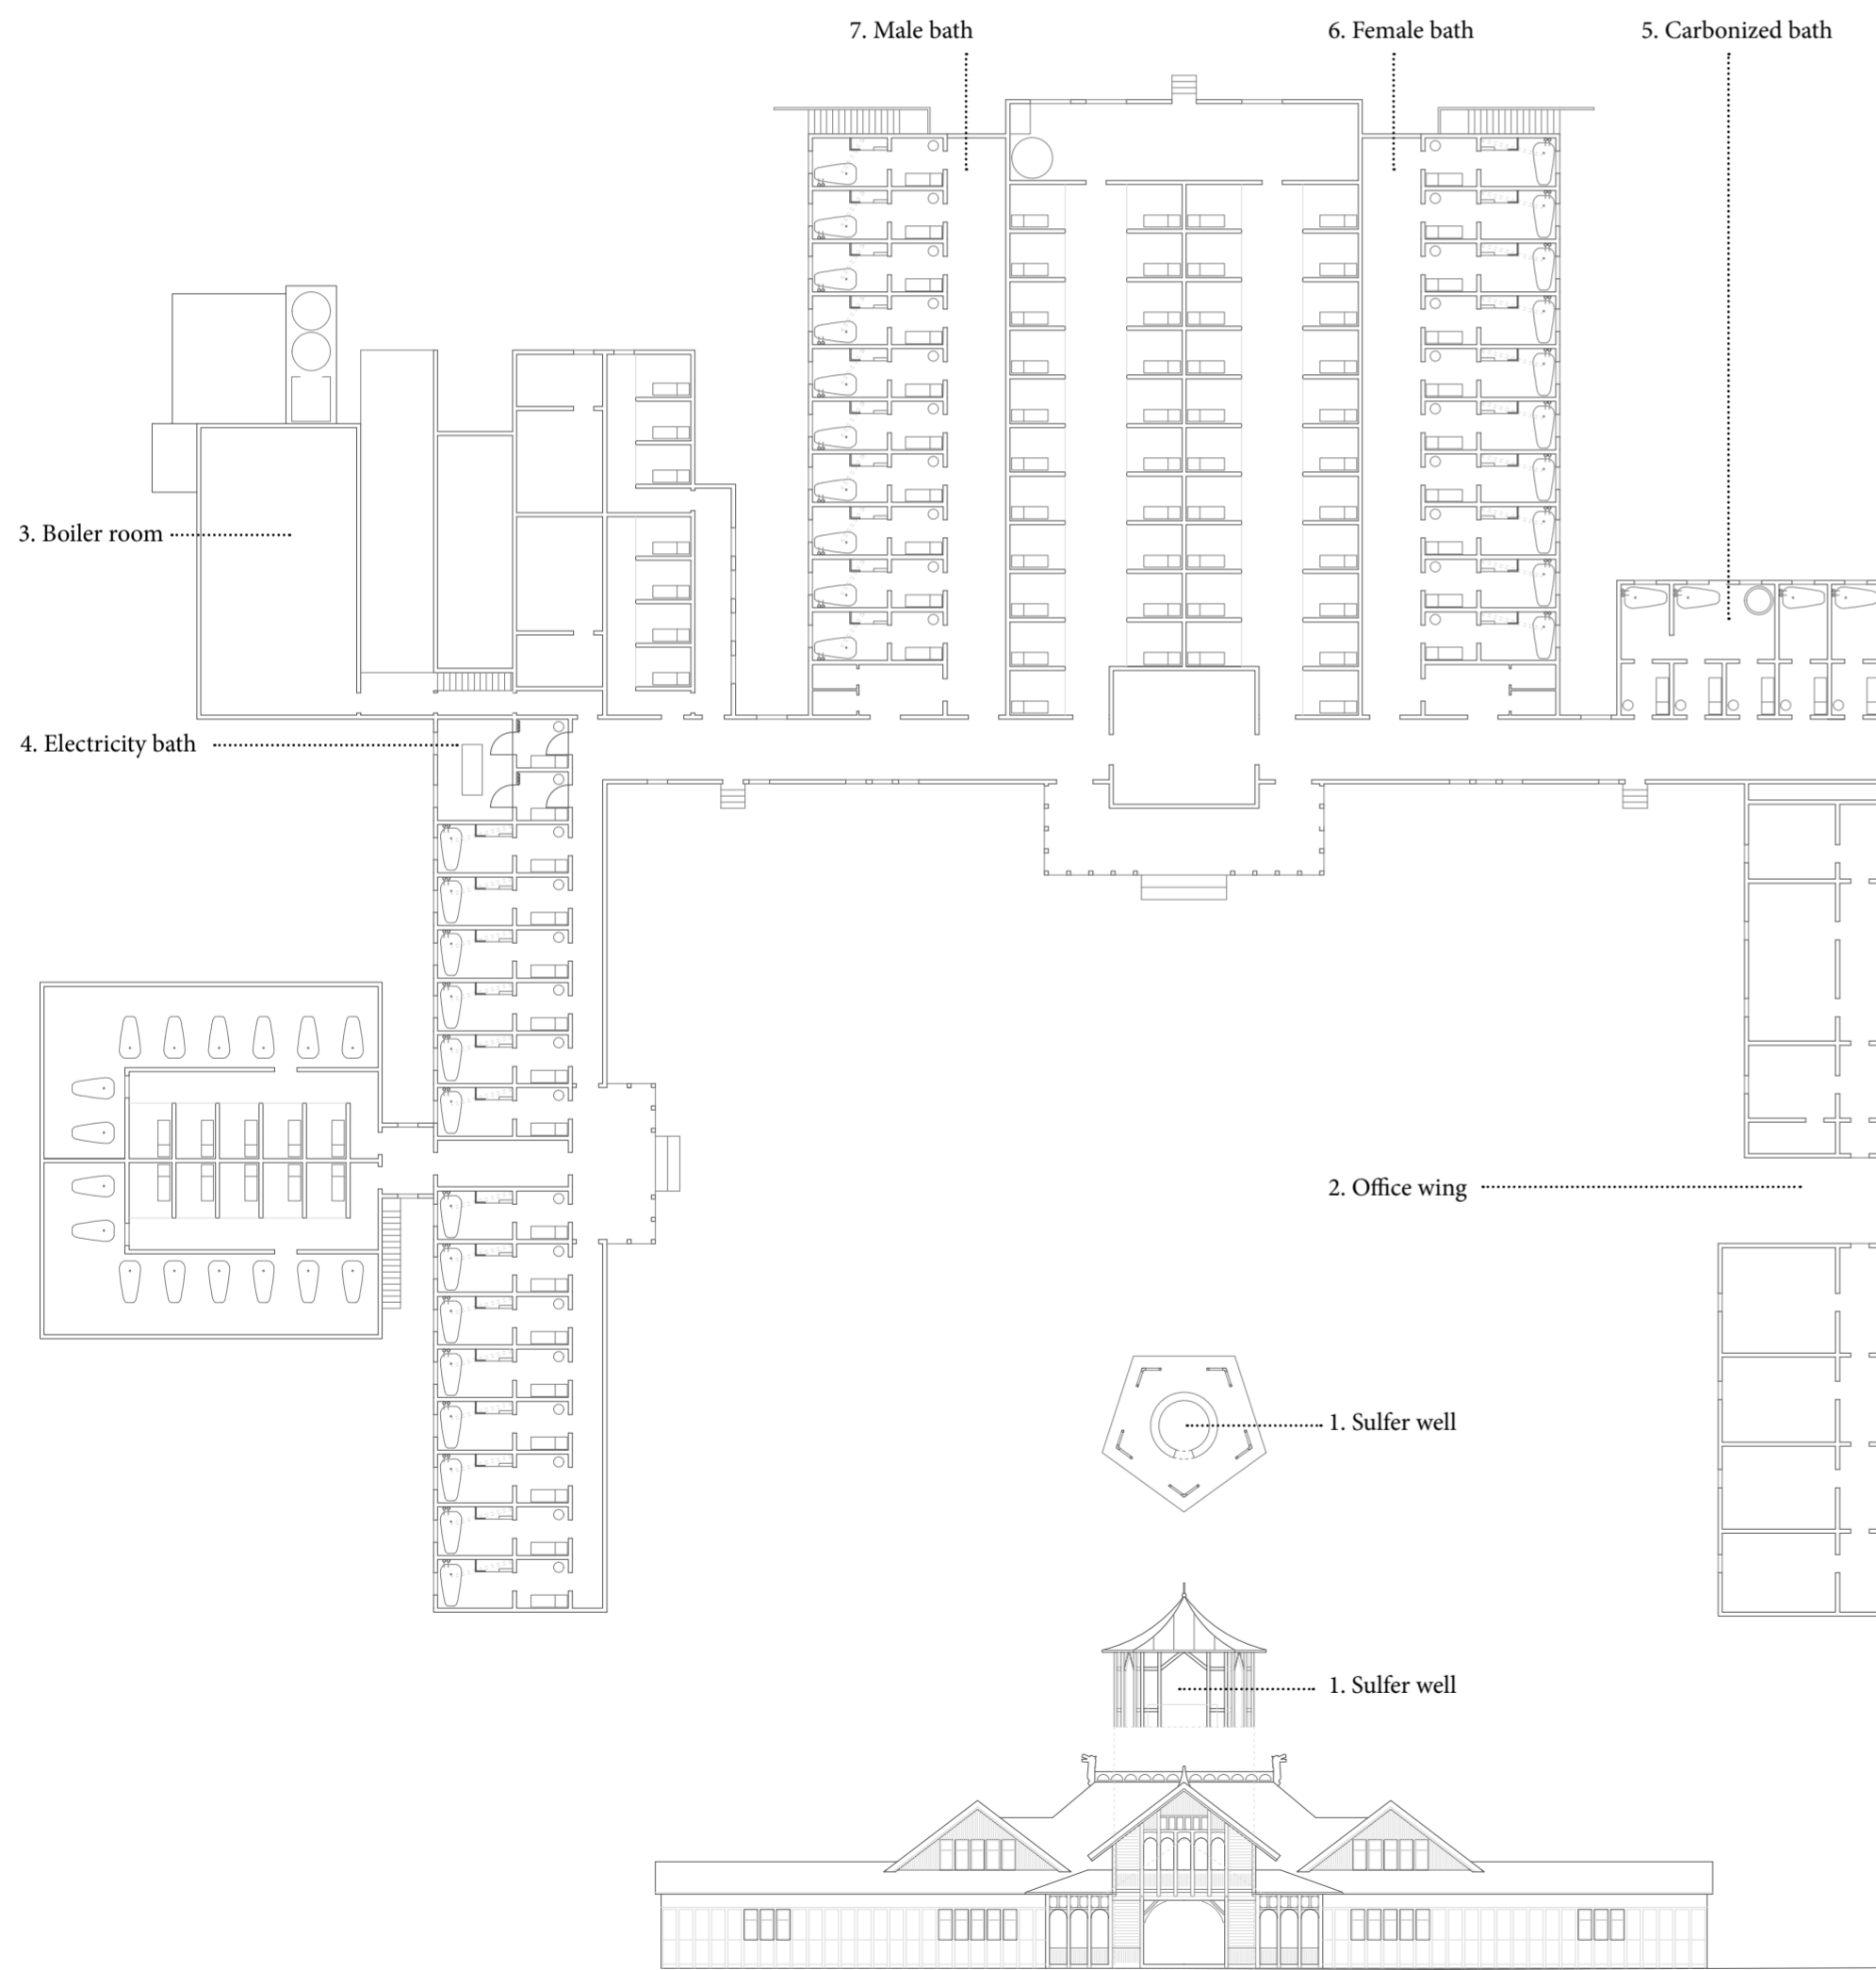 7. Male bath
6. Female bath
5. Carbonized bath
3. Boiler room
4. Electricity bath
2. Office wing
1. Sulfer well
1. Sulfer well